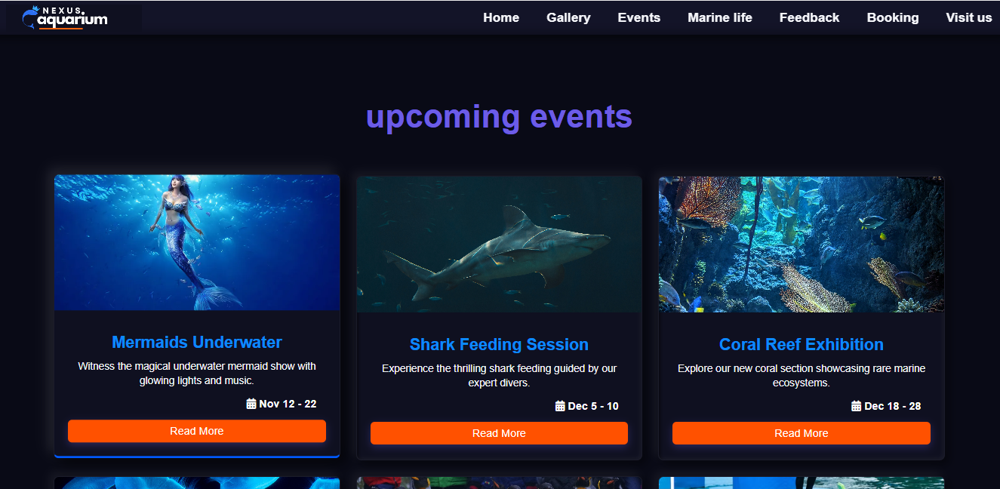 NEXUS.
aquarium
Home Gallery Events Marine life Feedback Booking Visit us
upcoming events
Mermaids Underwater
Witness the magical underwater mermaid show with
glowing lights and music.
Nov 12 - 22
Read More
Shark Feeding Session
Experience the thrilling shark feeding guided by our
expert divers.
Dec 5 - 10
Read More
Coral Reef Exhibition
Explore our new coral section showcasing rare marine
ecosystems.
Dec 18 - 28
Read More